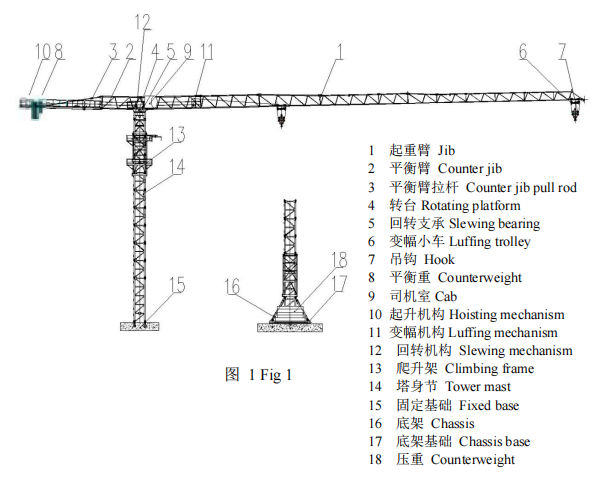 12
10 8 3 2 4 5 9 11 1 6 7
13
14
15
16
18
17
1 起重臂 Jib
2 平衡臂 Counter jib
3 平衡臂拉杆 Counter jib pull rod
4 转台 Rotating platform
5 回转支承 Slewing bearing
6 变幅小车 Luffing trolley
7 吊钩 Hook
8 平衡重 Counterweight
9 司机室 Cab
10 起升机构 Hoisting mechanism
11 变幅机构 Luffing mechanism
12 回转机构 Slewing mechanism
13 爬升架 Climbing frame
14 塔身节 Tower mast
15 固定基础 Fixed base
16 底架 Chassis
17 底架基础 Chassis base
18 压重 Counterweight
图 1 Fig 1